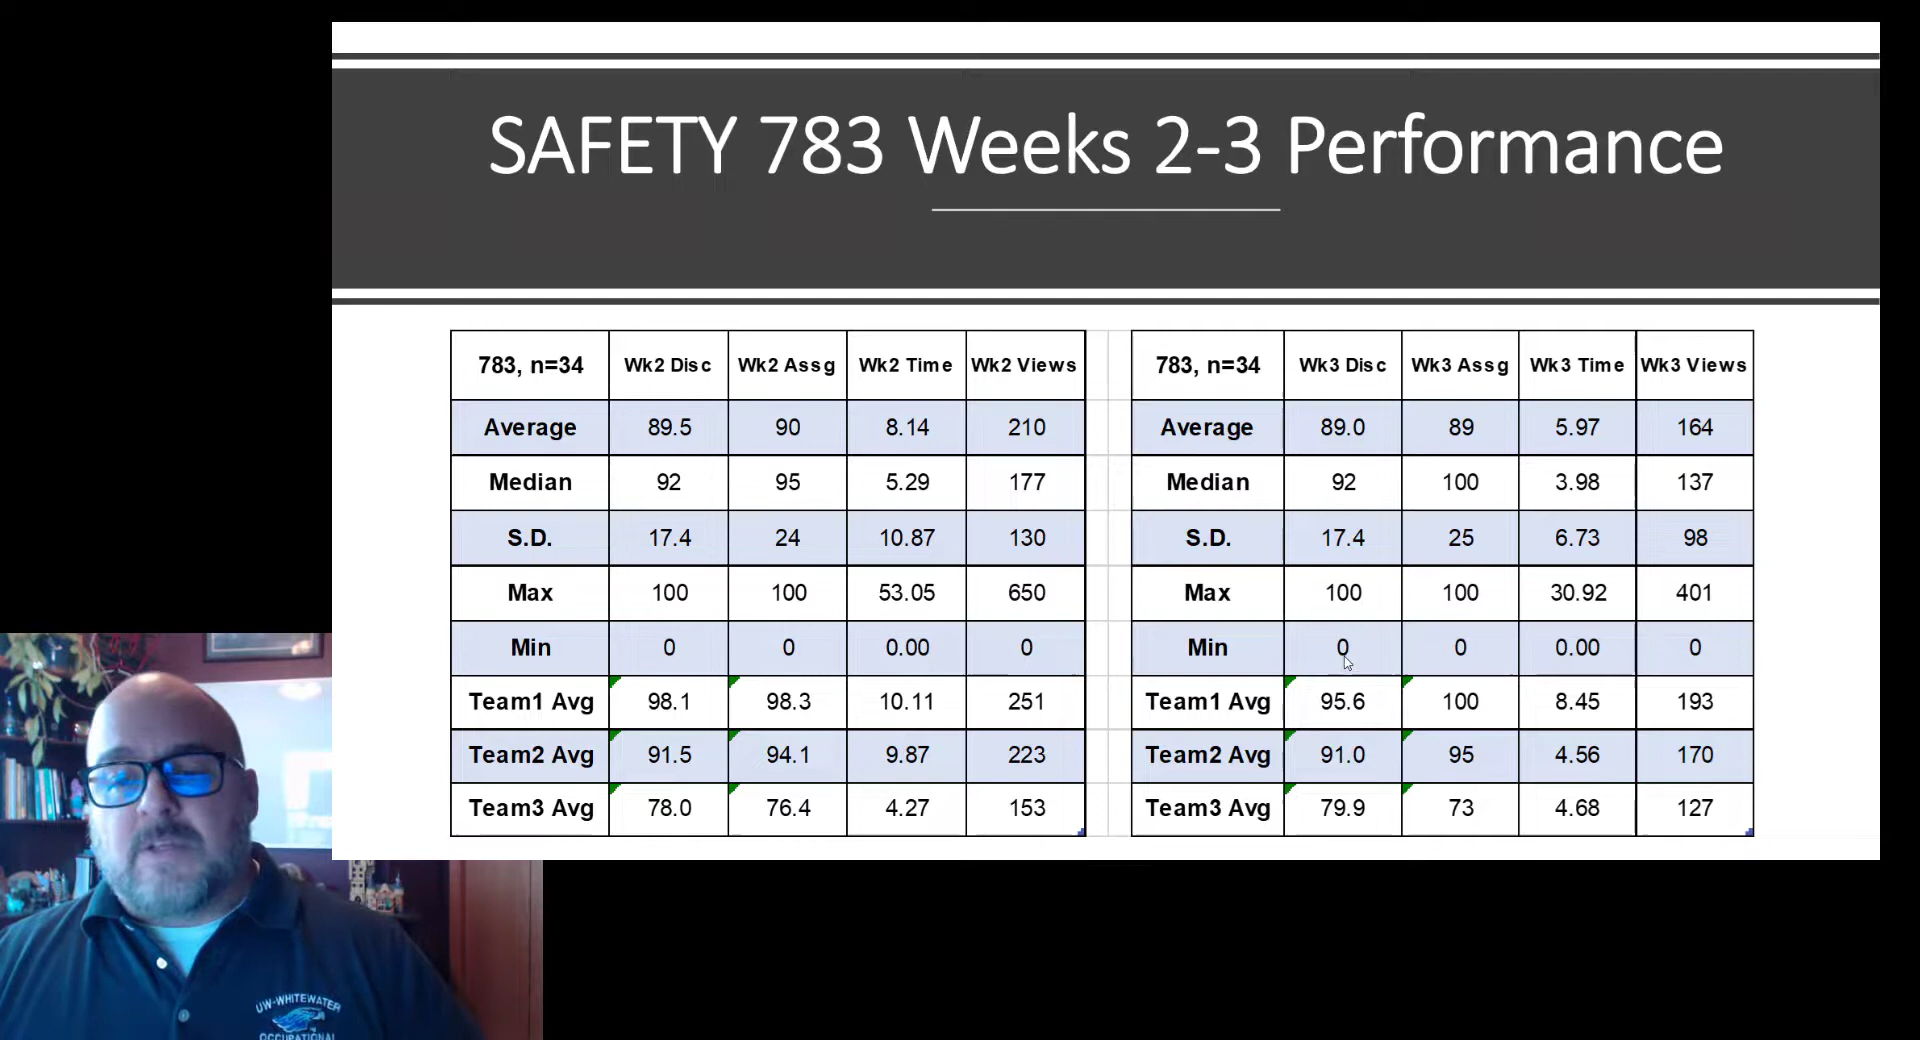 SAFETY 783 Weeks 2-3 Performance
783, n=34 Wk2 Disc Wk2 Assg Wk2 Time Wk2 Views
Average 89.5 90 8.14 210
Median 92 95 5.29 177
S.D. 17.4 24 10.87 130
Max 100 100 53.05 650
Min 0 0 0.00 0
Team1 Avg 98.1 98.3 10.11 251
Team2 Avg 91.5 94.1 9.87 223
Team3 Avg 78.0 76.4 4.27 153
783, n=34 Wk3 Disc Wk3 Assg Wk3 Time Wk3 Views
Average 89.0 89 5.97 164
Median 92 100 3.98 137
S.D. 17.4 25 6.73 98
Max 100 100 30.92 401
Min 0 0 0.00 0
Team1 Avg 95.6 100 8.45 193
Team2 Avg 91.0 95 4.56 170
Team3 Avg 79.9 73 4.68 127
UW-WHITEWATER
OCCUPATIONAL